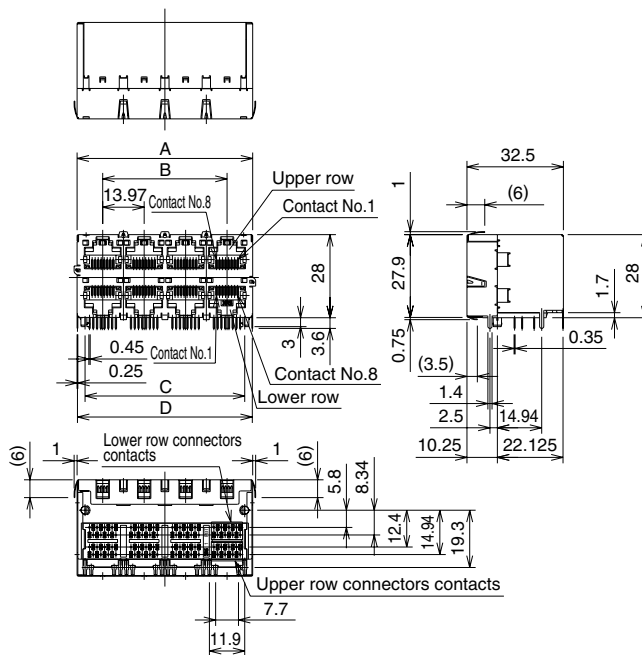 A
B
13.97
Contact No.8
Upper row
Contact No.1
28
3
3.6
0.45
0.25
Contact No.1
C
D
Contact No.8
Lower row
32.5
(6)
1
27.9
0.75
28
1.7
0.35
(3.5)
1.4
2.5
14.94
10.25
22.125
1
Lower row connectors
contacts
1
(6)
(6)
5.8
8.34
12.4
14.94
19.3
Upper row connectors contacts
7.7
11.9